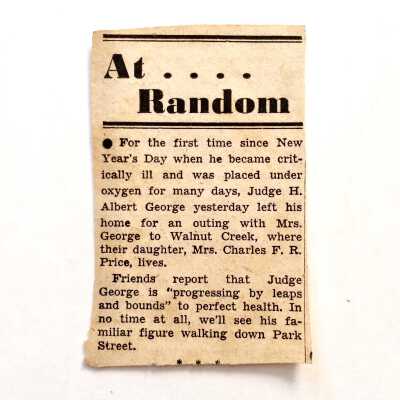 At . . . .
Random
● For the first time since New
Year's Day when he became crit-
ically ill and was placed under
oxygen for many days, Judge H.
Albert George yesterday left his
home for an outing with Mrs.
George to Walnut Creek, where
their daughter, Mrs. Charles F. R.
Price, lives.
Friends report that Judge
George is "progressing by leaps
and bounds" to perfect health. In
no time at all, we'll see his fa-
miliar figure walking down Park
Street.
* * *